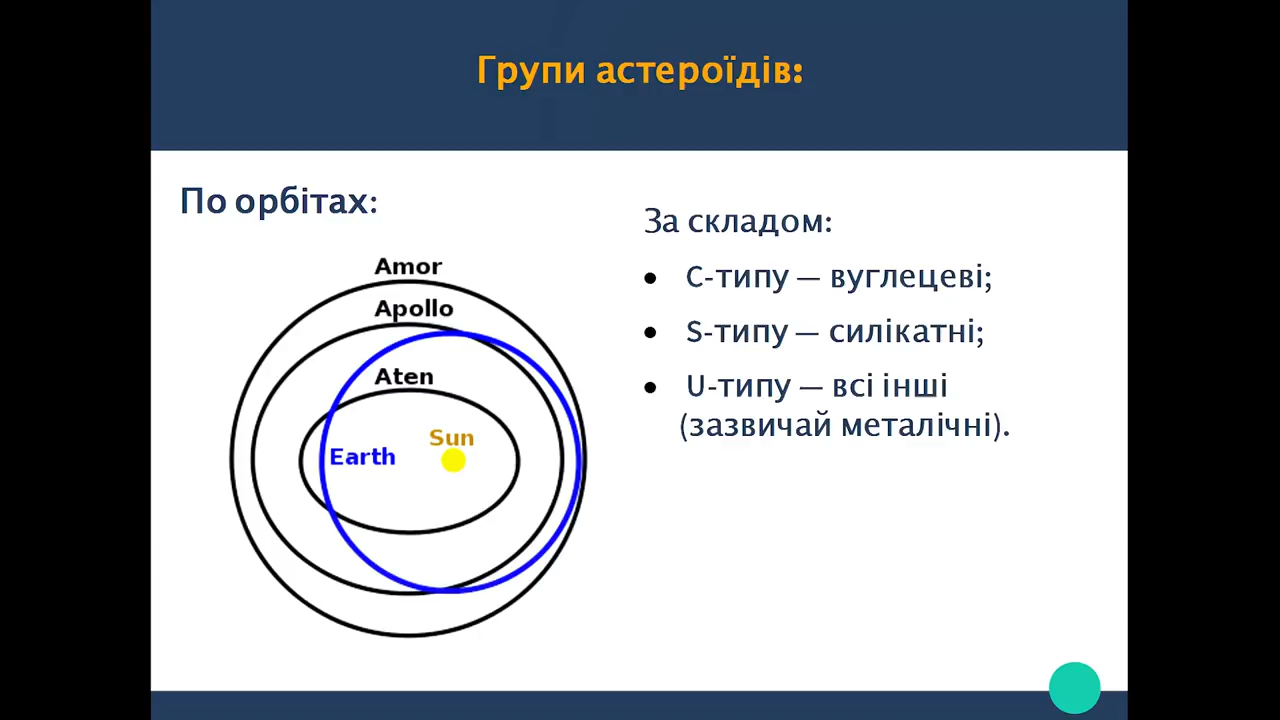 Групи астероїдів:
По орбітах:
Amor
Apollo
Aten
Sun
Earth
За складом:
• С-типу — вуглецеві;
• S-типу — силікатні;
• U-типу — всі інші
(зазвичай металічні).